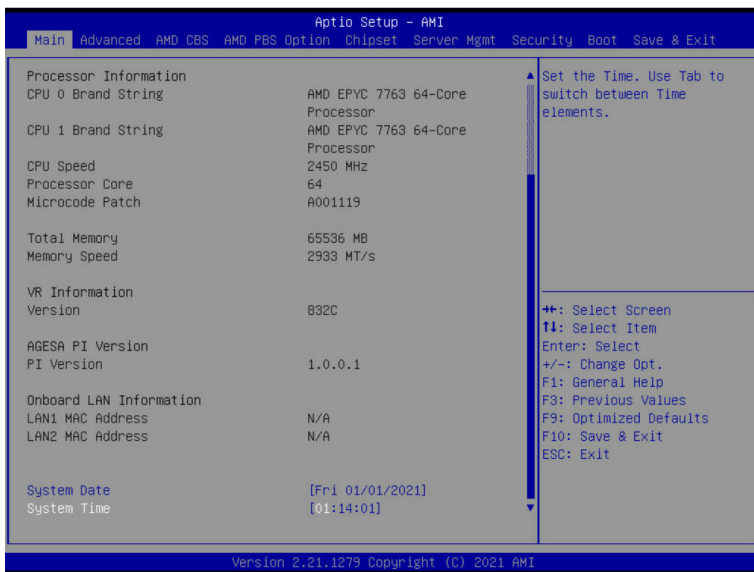 Aptio Setup - AMI
Main Advanced AMD CBS AMD PBS Option Chipset Server Mgmt Security Boot Save & Exit
Processor Information
CPU 0 Brand String AMD EPYC 7763 64-Core
Processor
CPU 1 Brand String AMD EPYC 7763 64-Core
Processor
CPU Speed 2450 MHz
Processor Core 64
Microcode Patch A001119
Total Memory 65536 MB
Memory Speed 2933 MT/s
VR Information
Version 832C
AGESA PI Version
PI Version 1.0.0.1
Onboard LAN Information
LAN1 MAC Address N/A
LAN2 MAC Address N/A
System Date [Fri 01/01/2021]
System Time [01:14:01]
Set the Time. Use Tab to
switch between Time
elements.
→←: Select Screen
↑↓: Select Item
Enter: Select
+/-: Change Opt.
F1: General Help
F3: Previous Values
F9: Optimized Defaults
F10: Save & Exit
ESC: Exit
Version 2.21.1279 Copyright (C) 2021 AMI